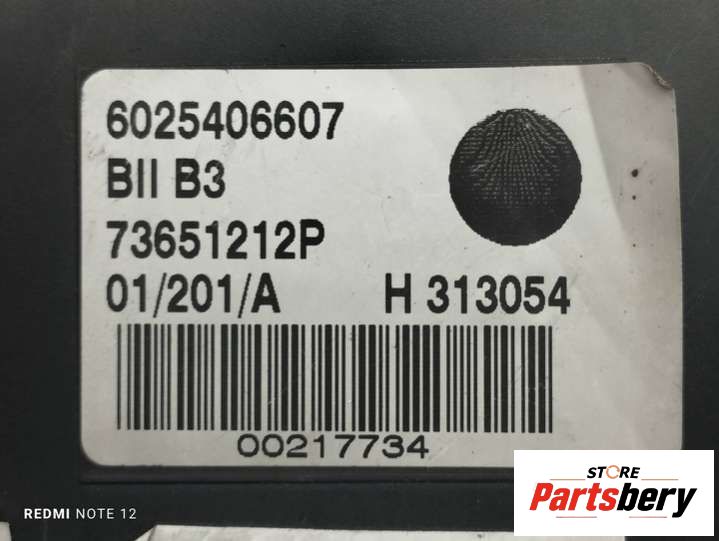 6025406607
BII B3
73651212P
01/201/A H 313054
00217734
STORE
Partsbery
REDMI NOTE 12